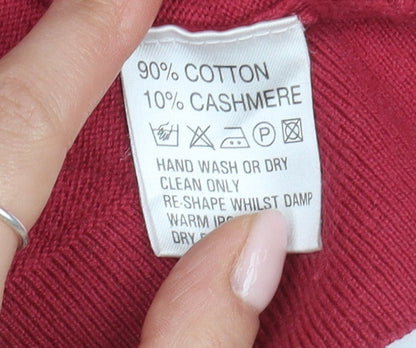 90% COTTON
10% CASHMERE
P
HAND WASH OR DRY
CLEAN ONLY
RE-SHAPE WHILST DAMP
WARM
DRY